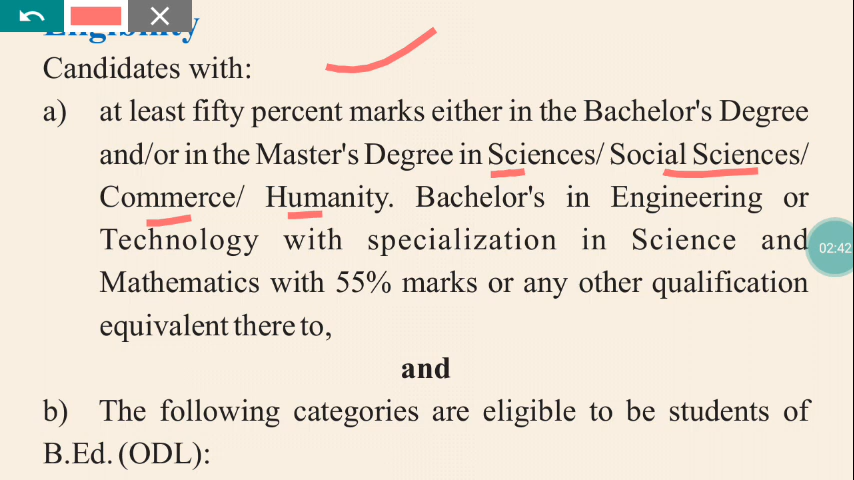 Eligibility
Candidates with:
a) at least fifty percent marks either in the Bachelor's Degree
and/or in the Master's Degree in Sciences/ Social Sciences/
Commerce/ Humanity. Bachelor's in Engineering or
Technology with specialization in Science and
Mathematics with 55% marks or any other qualification
equivalent there to,
and
b) The following categories are eligible to be students of
B.Ed. (ODL):
02:42